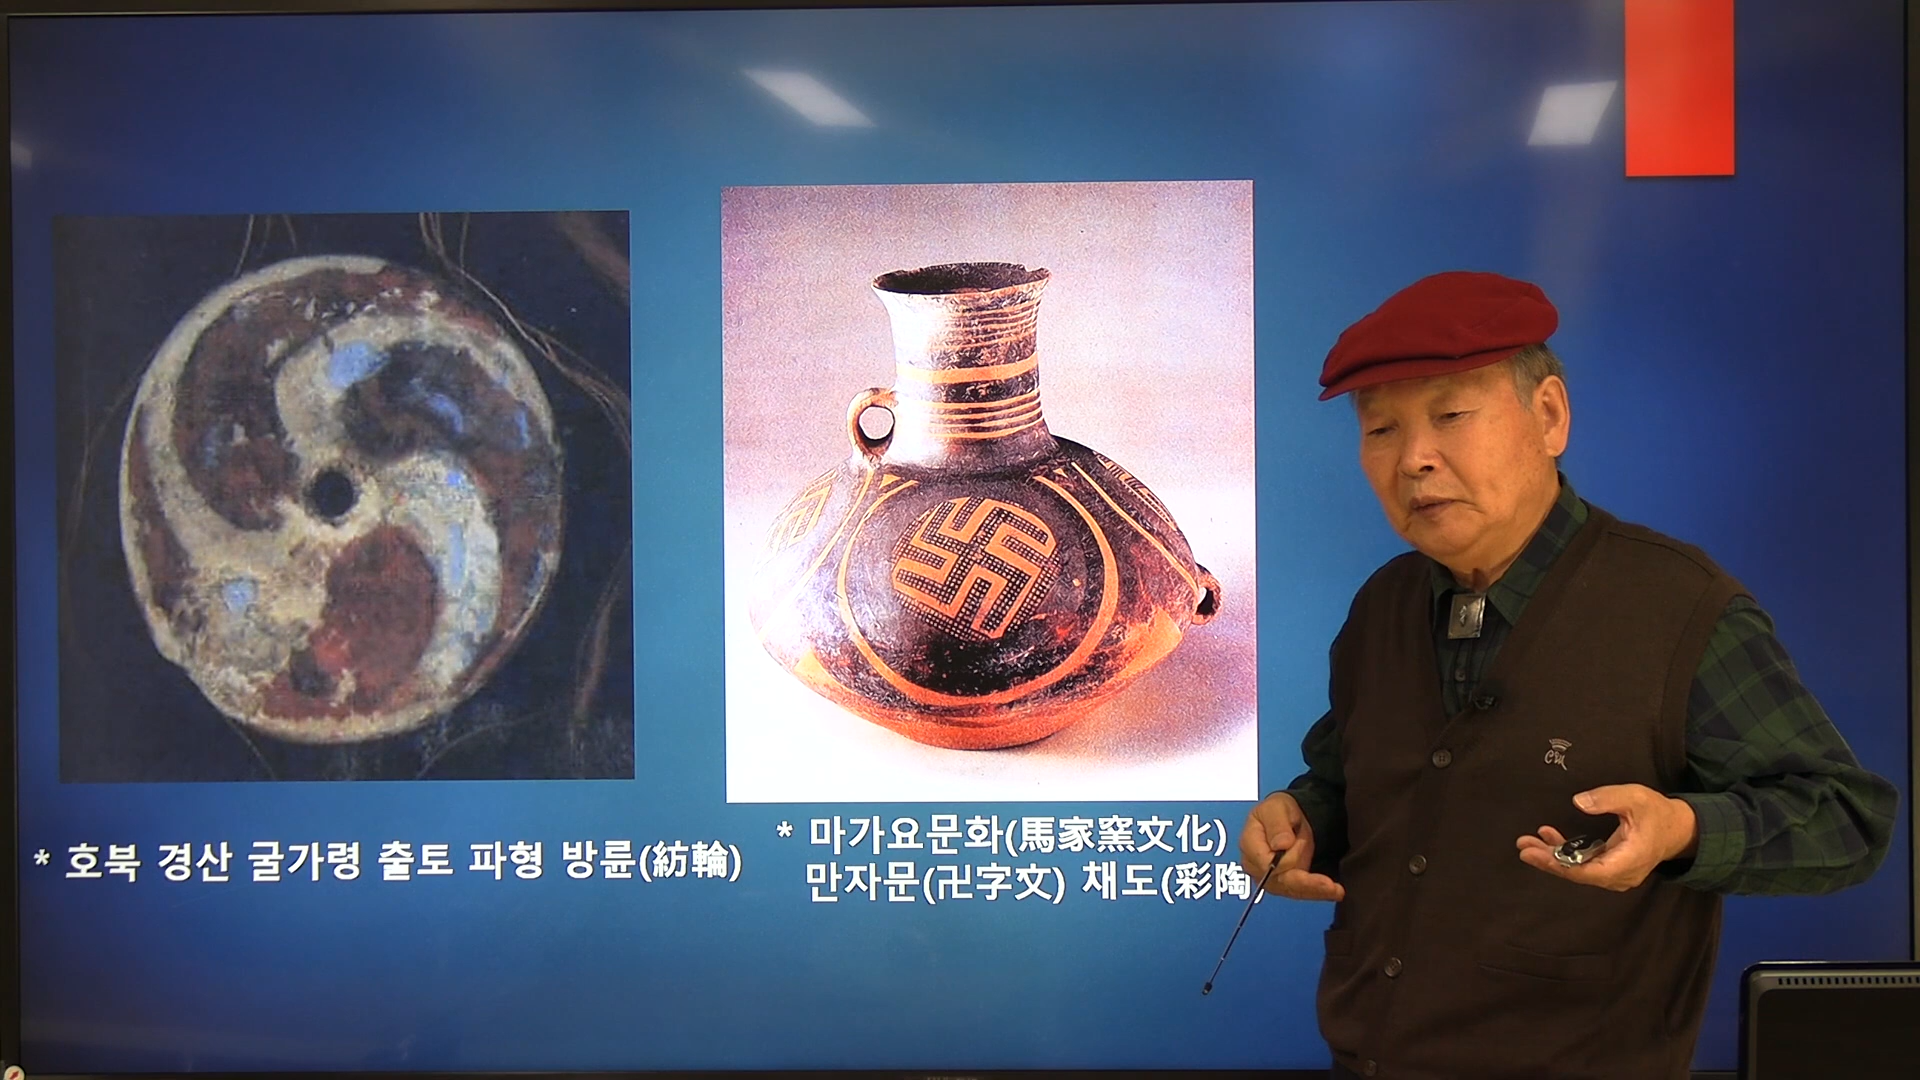 * 호북 경산 굴가령 출토 파형 방륜(紡輪)
* 마가요문화(馬家窯文化)
만자문(卍字文) 채도(彩陶)